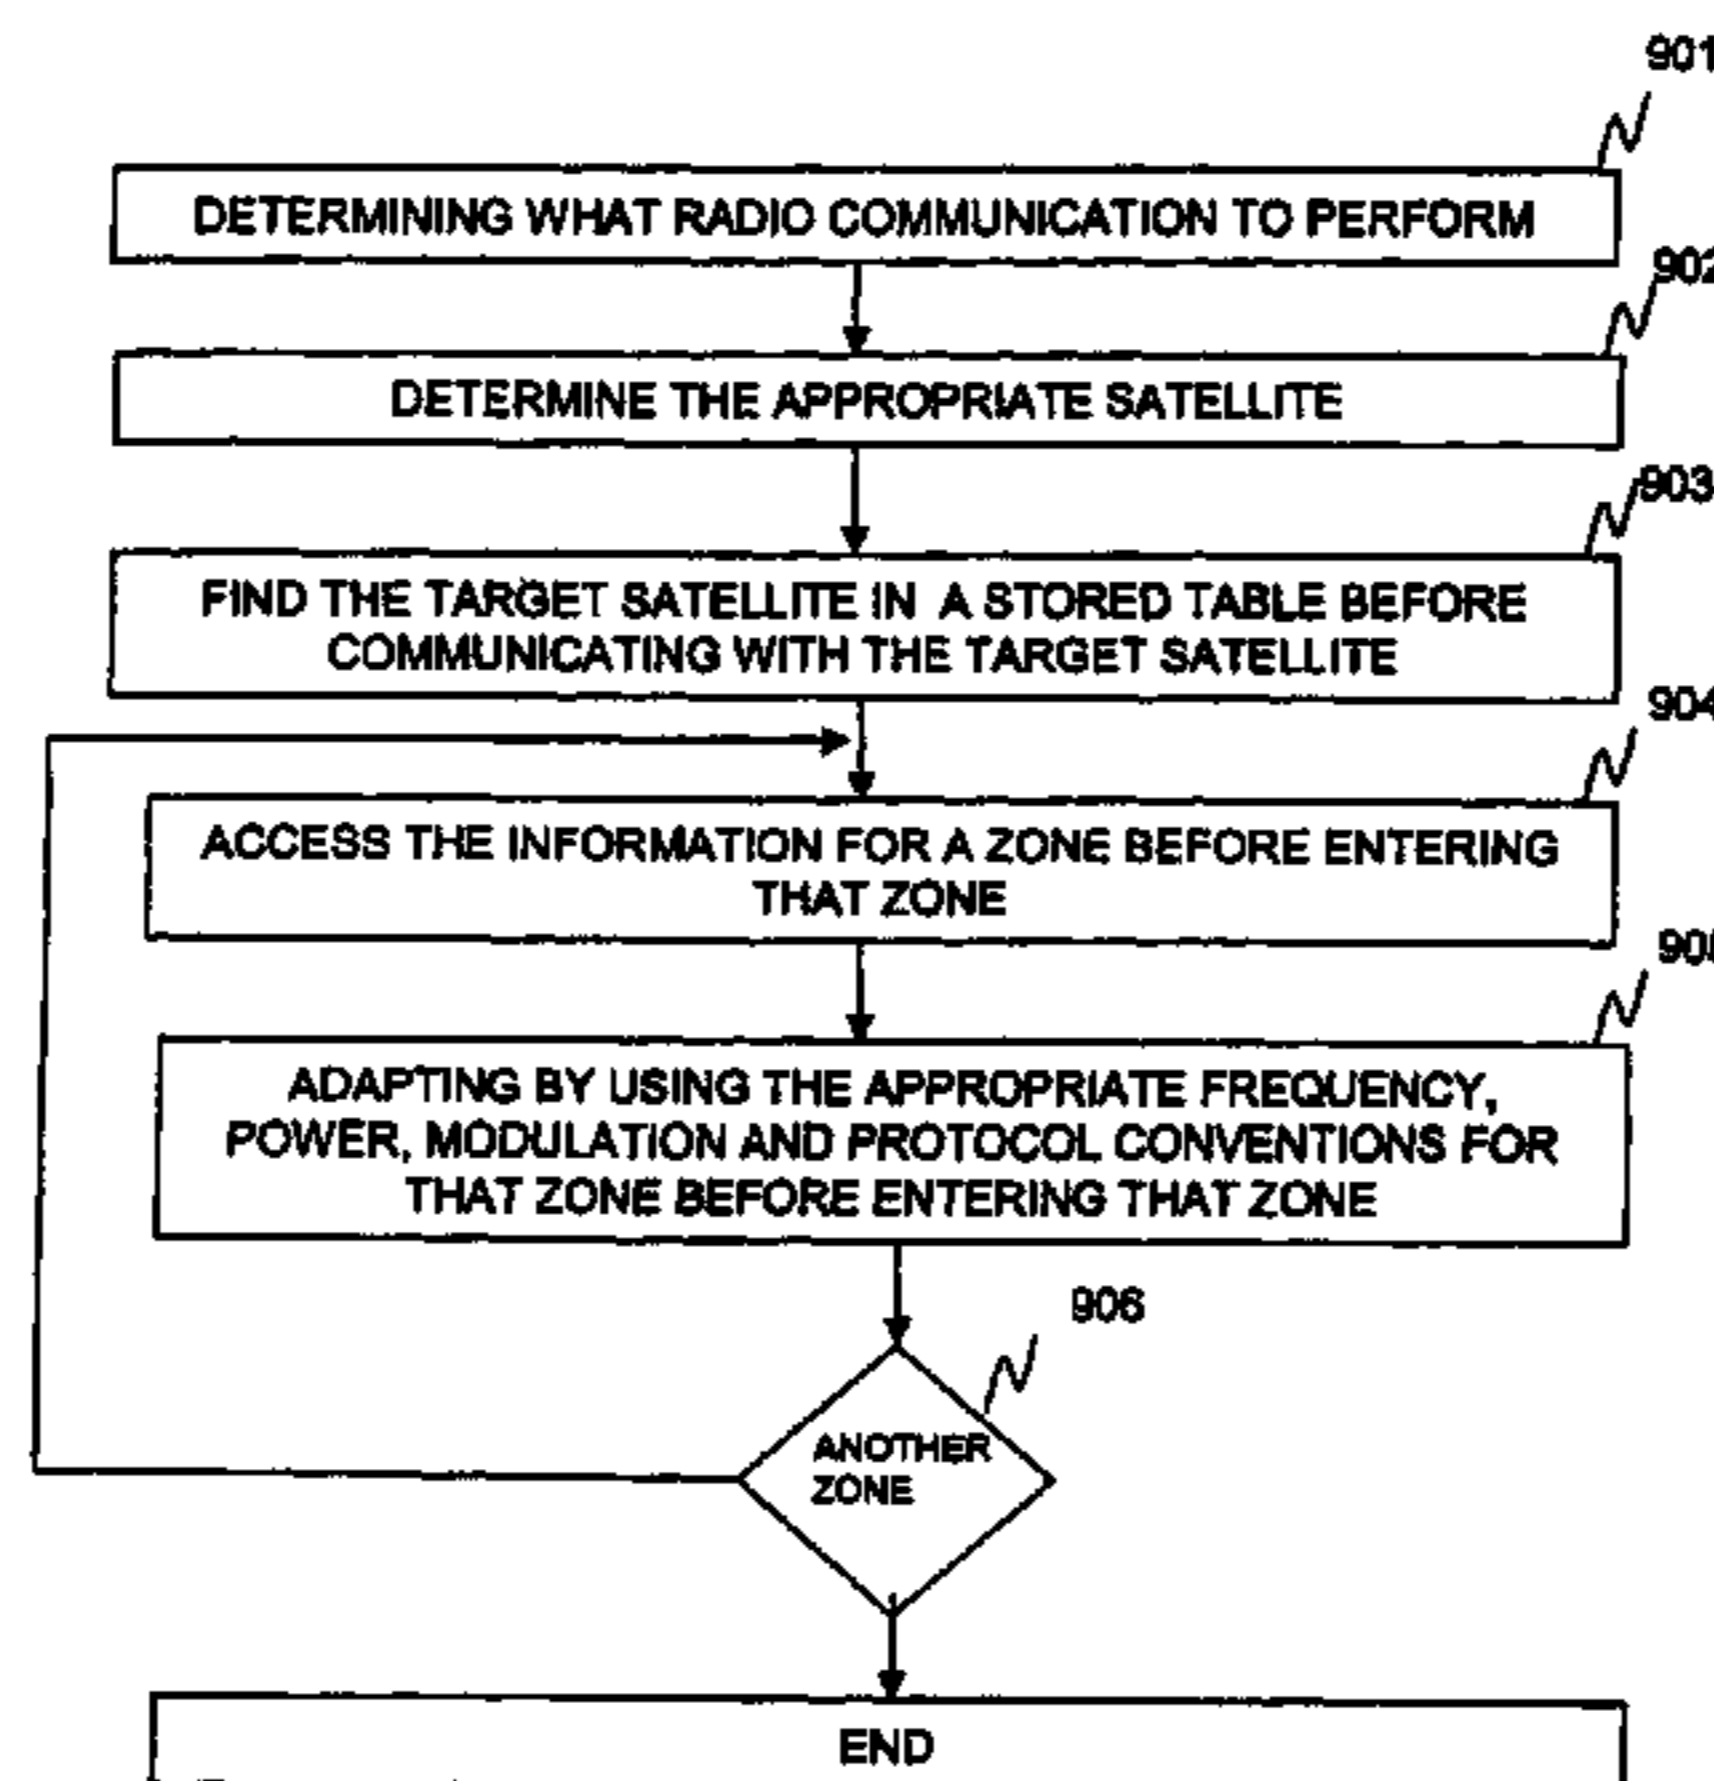 901
DETERMINING WHAT RADIO COMMUNICATION TO PERFORM
902
DETERMINE THE APPROPRIATE SATELLITE
903
FIND THE TARGET SATELLITE IN A STORED TABLE BEFORE
COMMUNICATING WITH THE TARGET SATELLITE
904
ACCESS THE INFORMATION FOR A ZONE BEFORE ENTERING
THAT ZONE
ADAPTING BY USING THE APPROPRIATE FREQUENCY,
POWER, MODULATION AND PROTOCOL CONVENTIONS FOR
THAT ZONE BEFORE ENTERING THAT ZONE
906
ANOTHER
ZONE
END